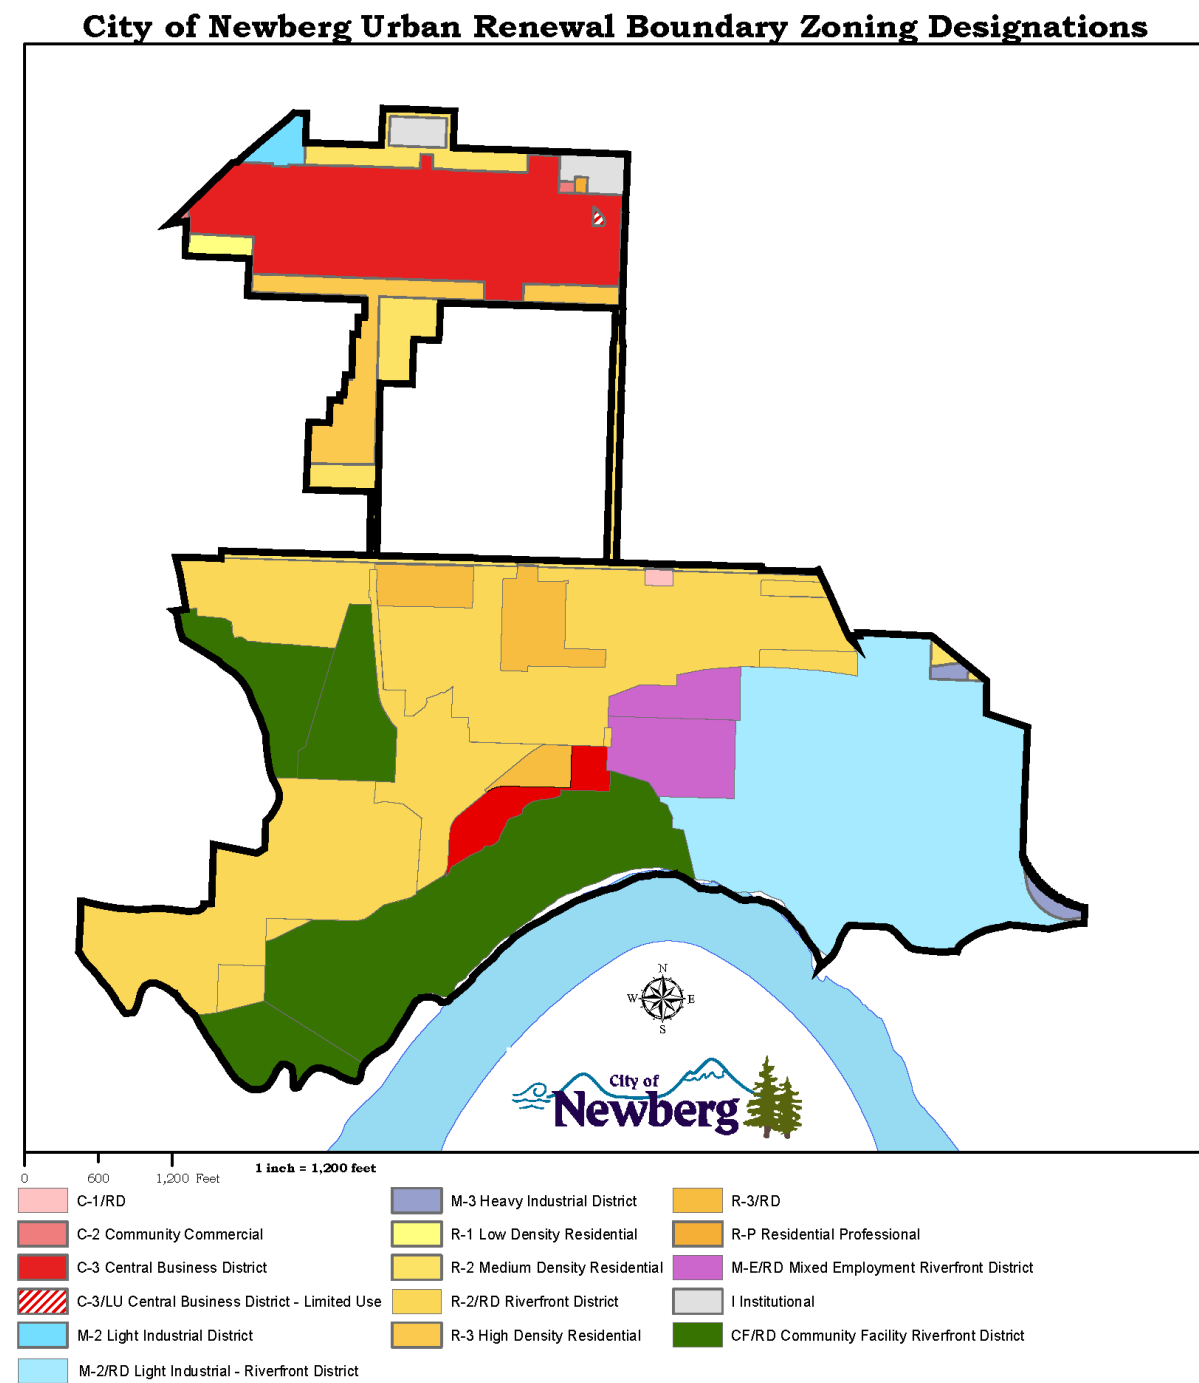 City of Newberg Urban Renewal Boundary Zoning Designations
N
W E
S
City of
Newberg
0 600 1,200 Feet
1 inch = 1,200 feet
C-1/RD
C-2 Community Commercial
C-3 Central Business District
C-3/LU Central Business District - Limited Use
M-2 Light Industrial District
M-2/RD Light Industrial - Riverfront District
M-3 Heavy Industrial District
R-1 Low Density Residential
R-2 Medium Density Residential
R-2/RD Riverfront District
R-3 High Density Residential
R-3/RD
R-P Residential Professional
M-E/RD Mixed Employment Riverfront District
I Institutional
CF/RD Community Facility Riverfront District